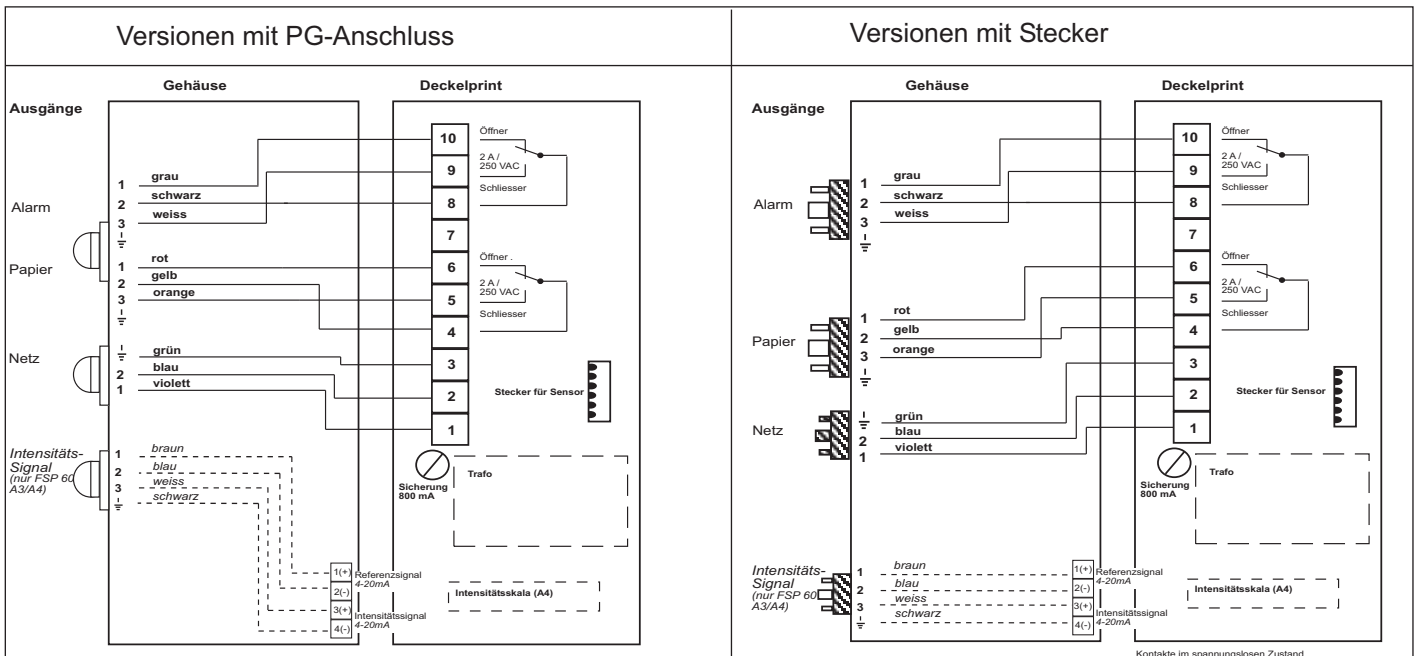 Versionen mit PG-Anschluss
Gehäuse
Deckelprint
Ausgänge
Alarm
1 grau
2 schwarz
3 weiss
Papier
1 rot
2 gelb
3 orange
Netz
grün
2 blau
1 violett
Intensitäts-
Signal
(nur FSP 60
A3/A4)
1 braun
2 blau
3 weiss
schwarz
10
9
8
7
6
5
4
3
2
1
Öffner
2 A /
250 VAC
Schliesser
Öffner .
2 A /
250 VAC
Schliesser
Stecker für Sensor
Sicherung
800 mA
Trafo
1(+)
2(-)
3(+)
4(-)
Referenzsignal
4-20mA
Intensitätssignal
4-20mA
Intensitätsskala (A4)
Versionen mit Stecker
Gehäuse
Deckelprint
Ausgänge
Alarm
1 grau
2 schwarz
3 weiss
Papier
1 rot
2 gelb
3 orange
Netz
grün
2 blau
1 violett
Intensitäts-
Signal
(nur FSP 60
A3/A4)
1 braun
2 blau
3 weiss
schwarz
10
9
8
7
6
5
4
3
2
1
Öffner
2 A /
250 VAC
Schliesser
Öffner
2 A /
250 VAC
Schliesser
Stecker für Sensor
Sicherung
800 mA
Trafo
1(+)
2(-)
3(+)
4(-)
Referenzsignal
4-20mA
Intensitätssignal
4-20mA
Intensitätsskala (A4)
Kontakte im spannungslosen Zustand